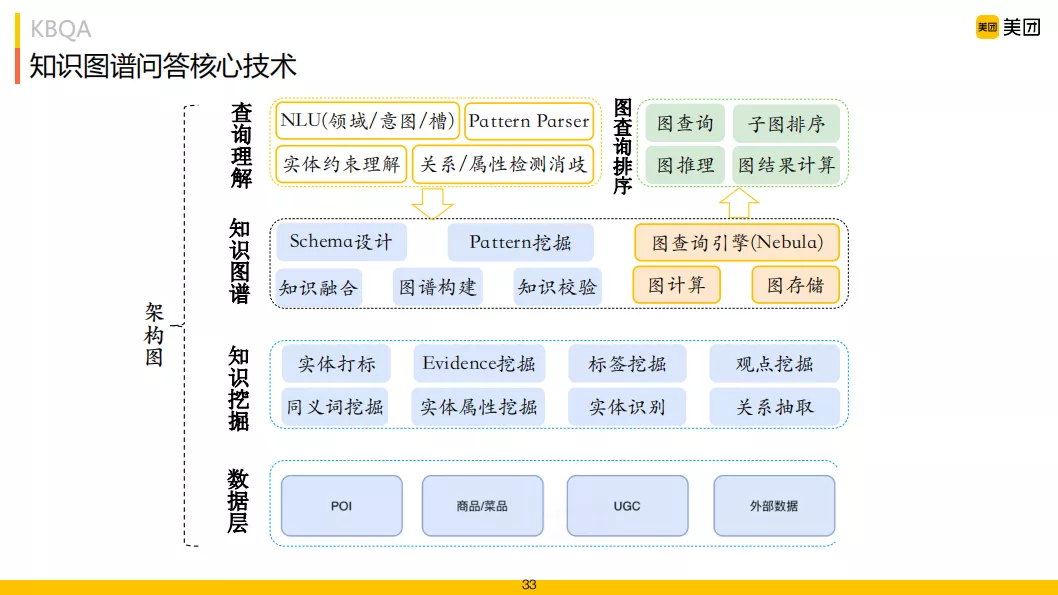 KBQA
美团
美团
知识图谱问答核心技术
架构图
查询理解
NLU(领域/意图/槽)
Pattern Parser
实体约束理解
关系/属性检测消歧
图查询排序
图查询
子图排序
图推理
图结果计算
知识图谱
Schema设计
Pattern挖掘
图查询引擎(Nebula)
知识融合
图谱构建
知识校验
图计算
图存储
知识挖掘
实体打标
Evidence挖掘
标签挖掘
观点挖掘
同义词挖掘
实体属性挖掘
实体识别
关系抽取
数据层
POI
商品/菜品
UGC
外部数据
33